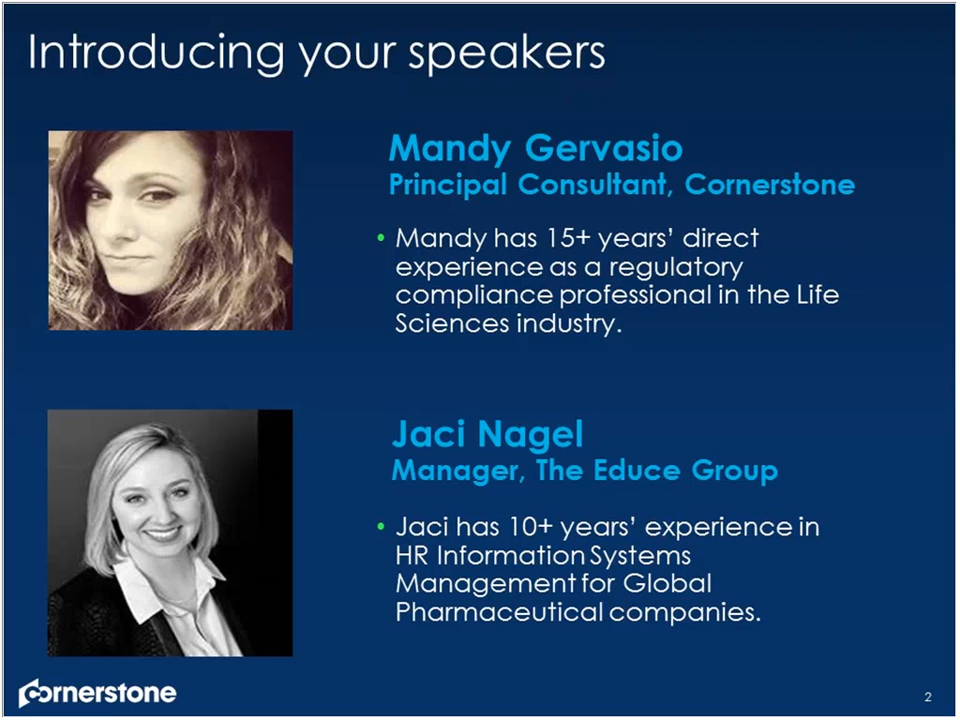 Introducing your speakers
Mandy Gervasio
Principal Consultant, Cornerstone
• Mandy has 15+ years’ direct
experience as a regulatory
compliance professional in the Life
Sciences industry.
Jaci Nagel
Manager, The Educe Group
• Jaci has 10+ years’ experience in
HR Information Systems
Management for Global
Pharmaceutical companies.
cornerstone
2